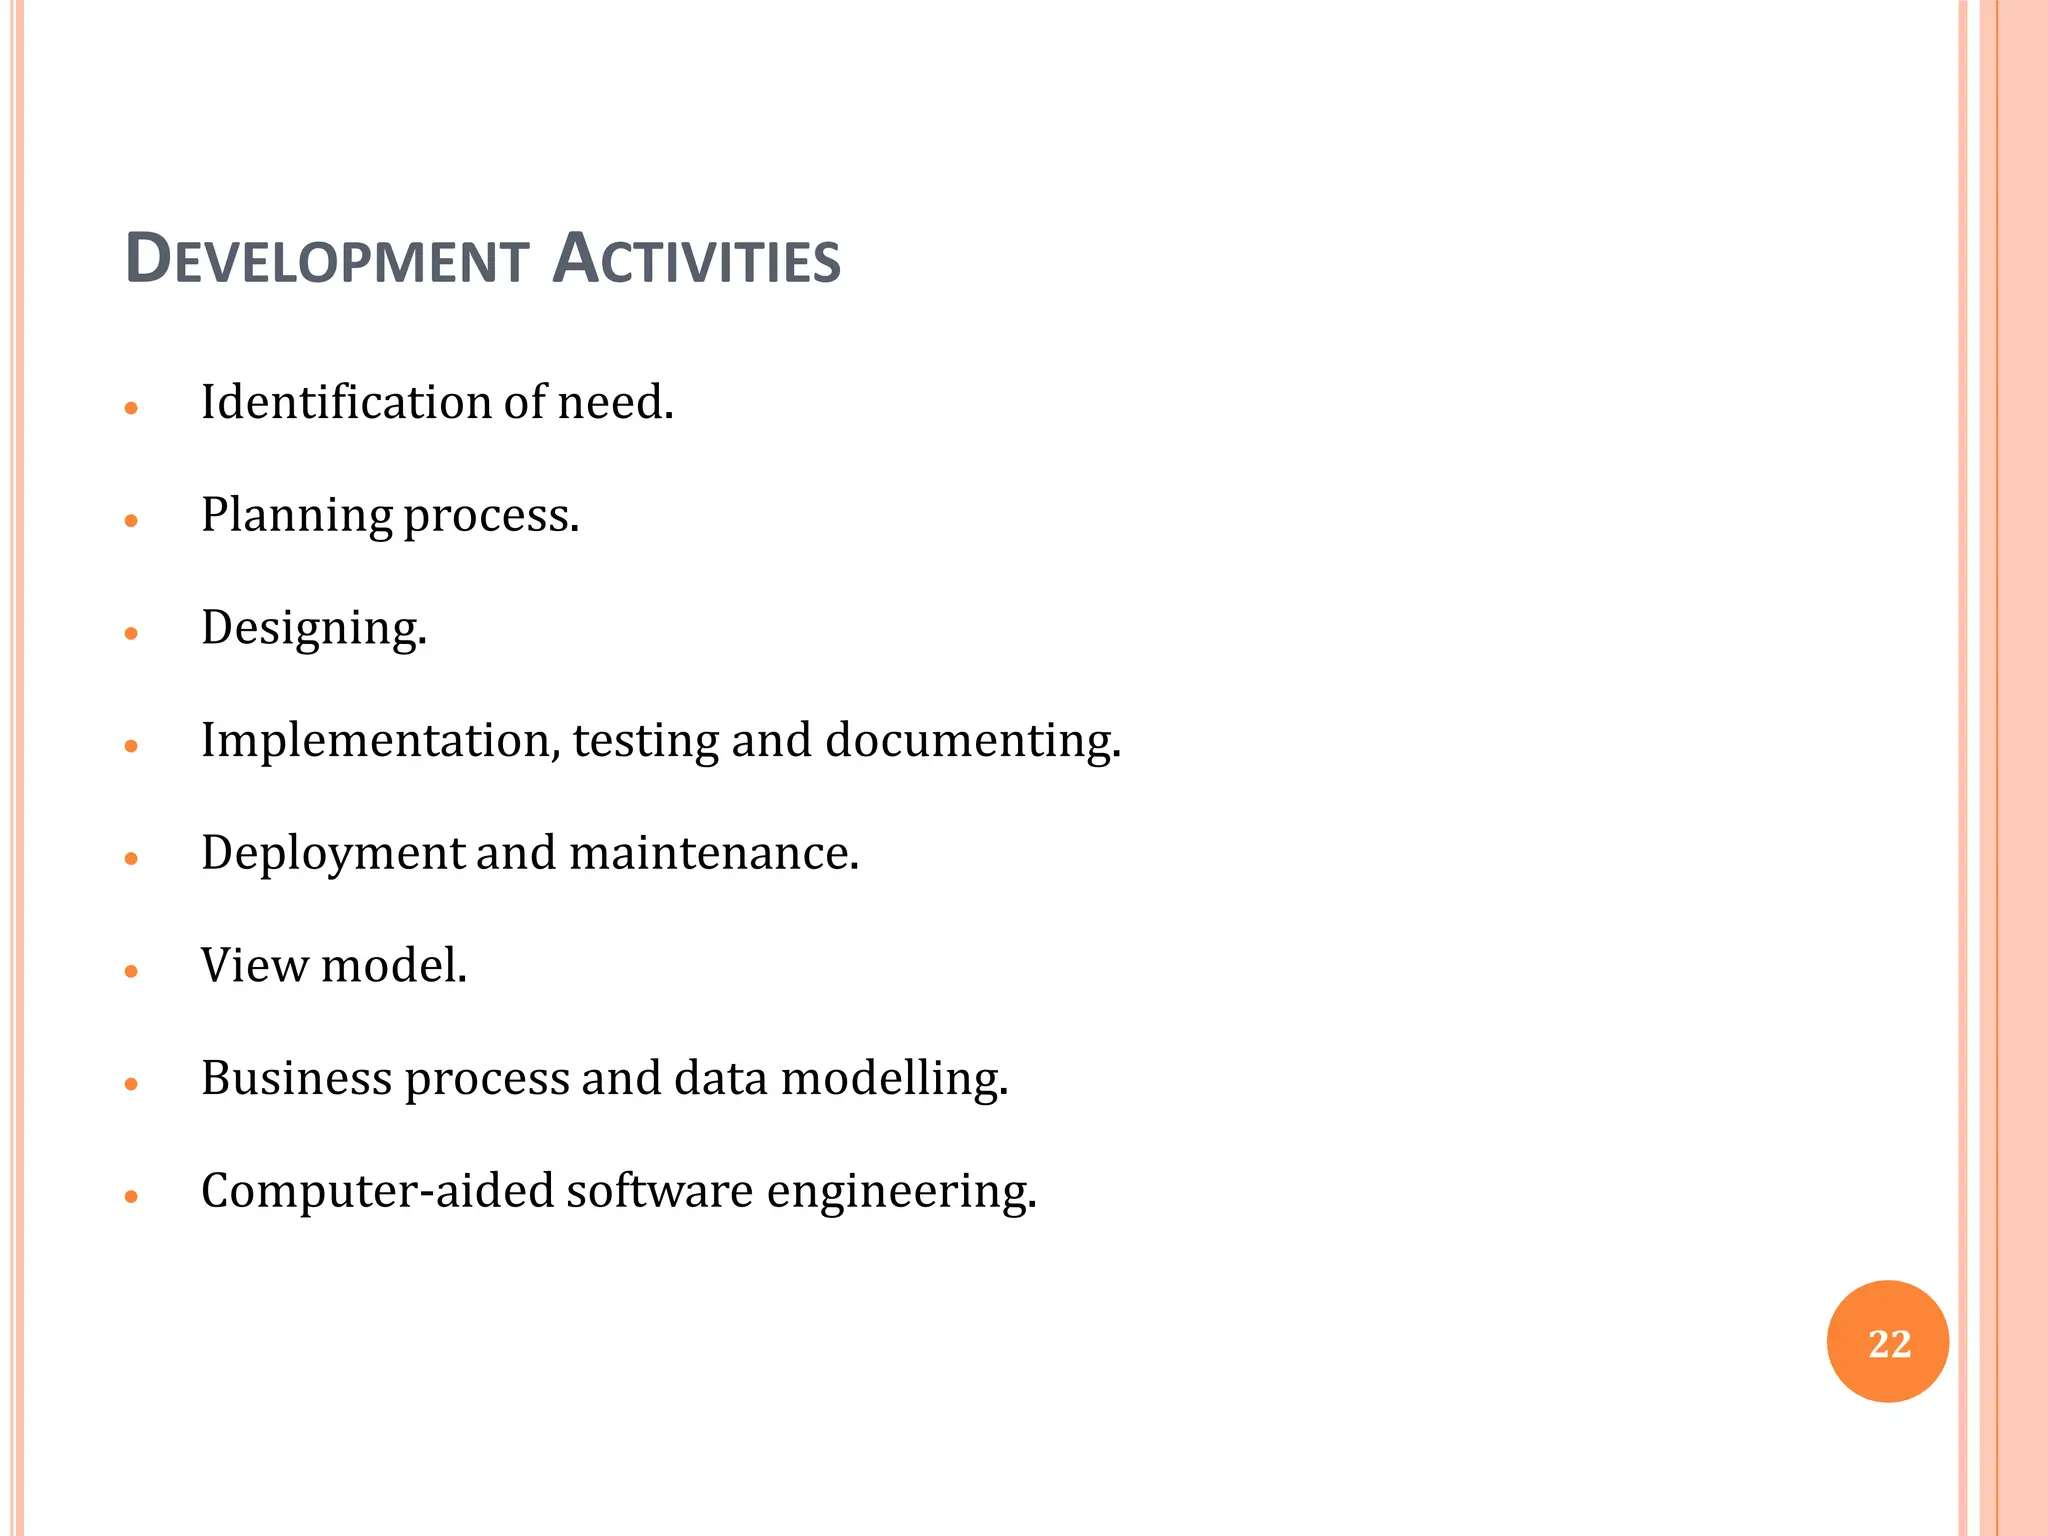 DEVELOPMENT ACTIVITIES
• Identification of need.
• Planning process.
• Designing.
• Implementation, testing and documenting.
• Deployment and maintenance.
• View model.
• Business process and data modelling.
• Computer-aided software engineering.
22